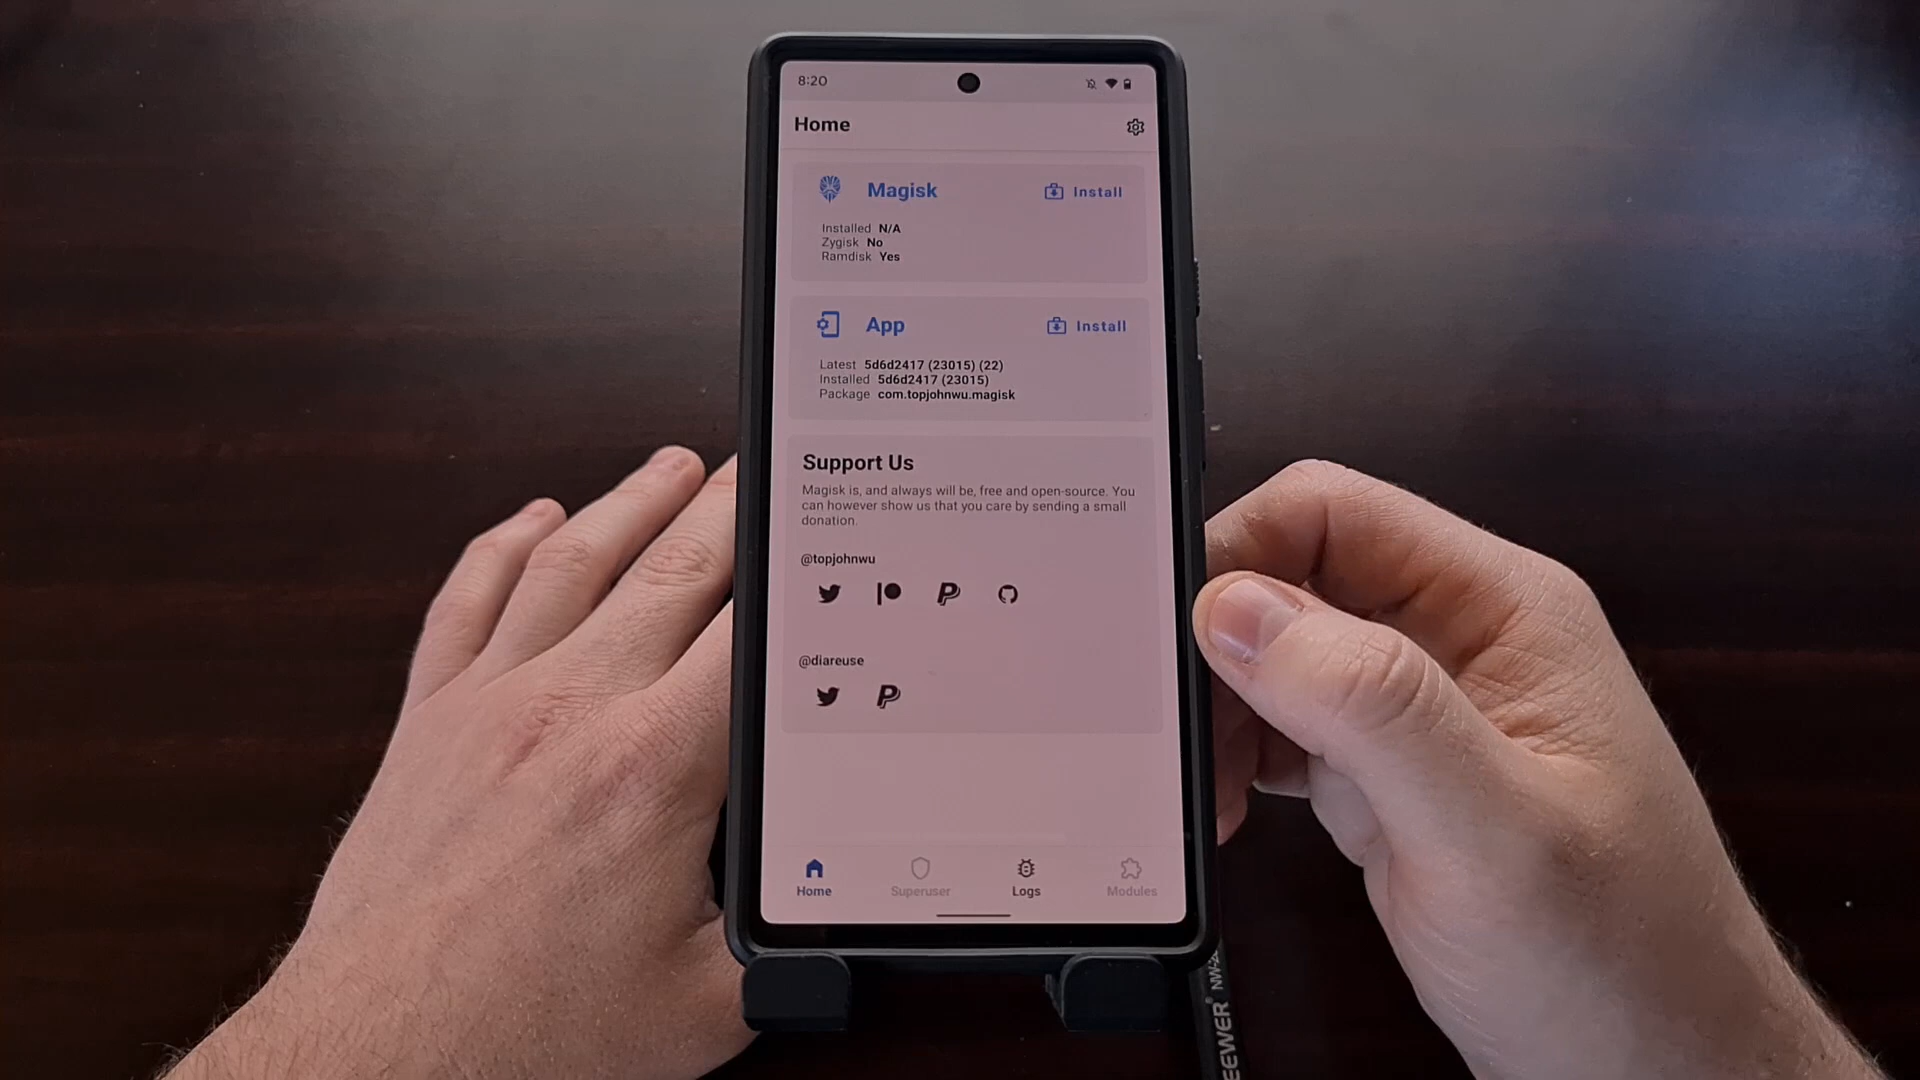 8:20
Home
Magisk
Install
Installed N/A
Zygisk No
Ramdisk Yes
App
Install
Latest 5d6d2417 (23015) (22)
Installed 5d6d2417 (23015)
Package com.topjohnwu.magisk
Support Us
Magisk is, and always will be, free and open-source. You
can however show us that you care by sending a small
donation.
@topjohnwu
@diareuse
Home
Superuser
Logs
Modules